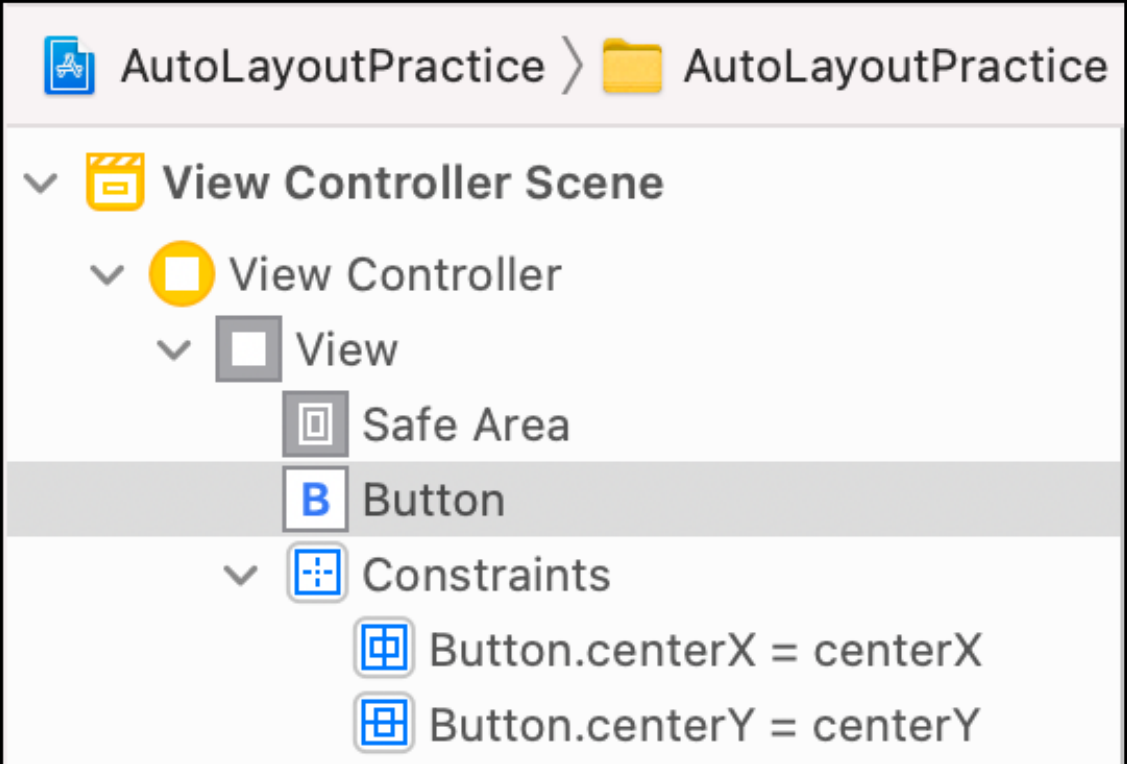 AutoLayoutPractice 〉 AutoLayoutPractice
View Controller Scene
View Controller
View
Safe Area
B Button
Constraints
Button.centerX = centerX
Button.centerY = centerY